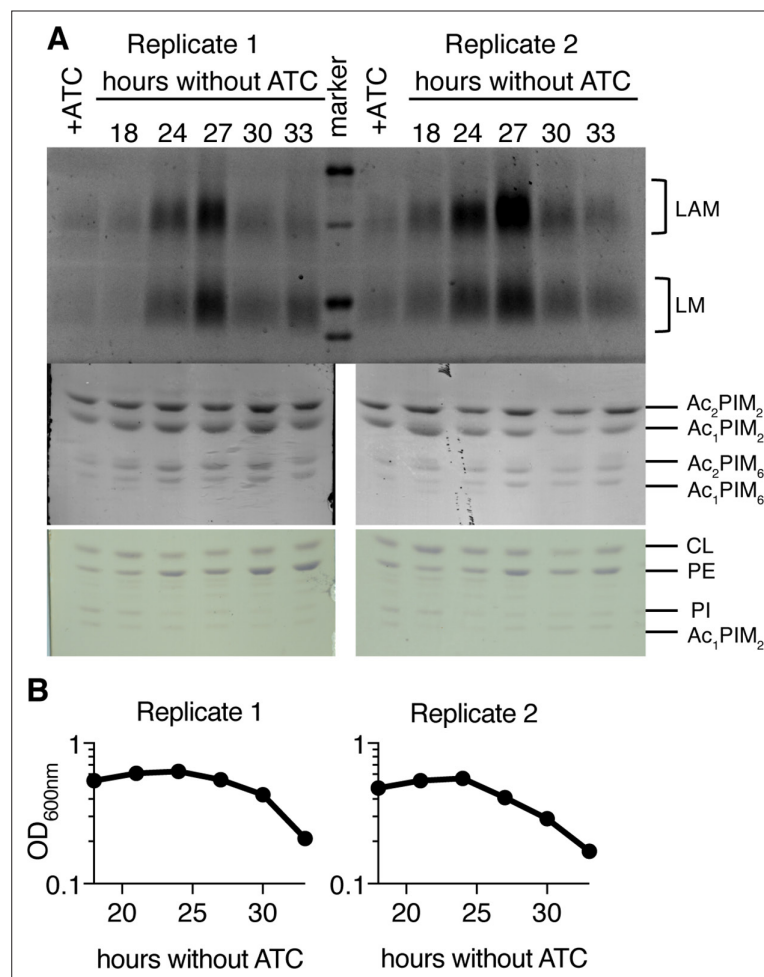 A
Replicate 1
Replicate 2
+ATC
hours without ATC
marker
+ATC
hours without ATC
18 24 27 30 33
18 24 27 30 33
LAM
LM
Ac₂PIM₂
Ac₁PIM₂
Ac₂PIM₆
Ac₁PIM₆
CL
PE
PI
Ac₁PIM₂
B
Replicate 1
Replicate 2
1
1
OD₆₀₀ₙₘ
0.1
0.1
20 25 30
20 25 30
hours without ATC
hours without ATC